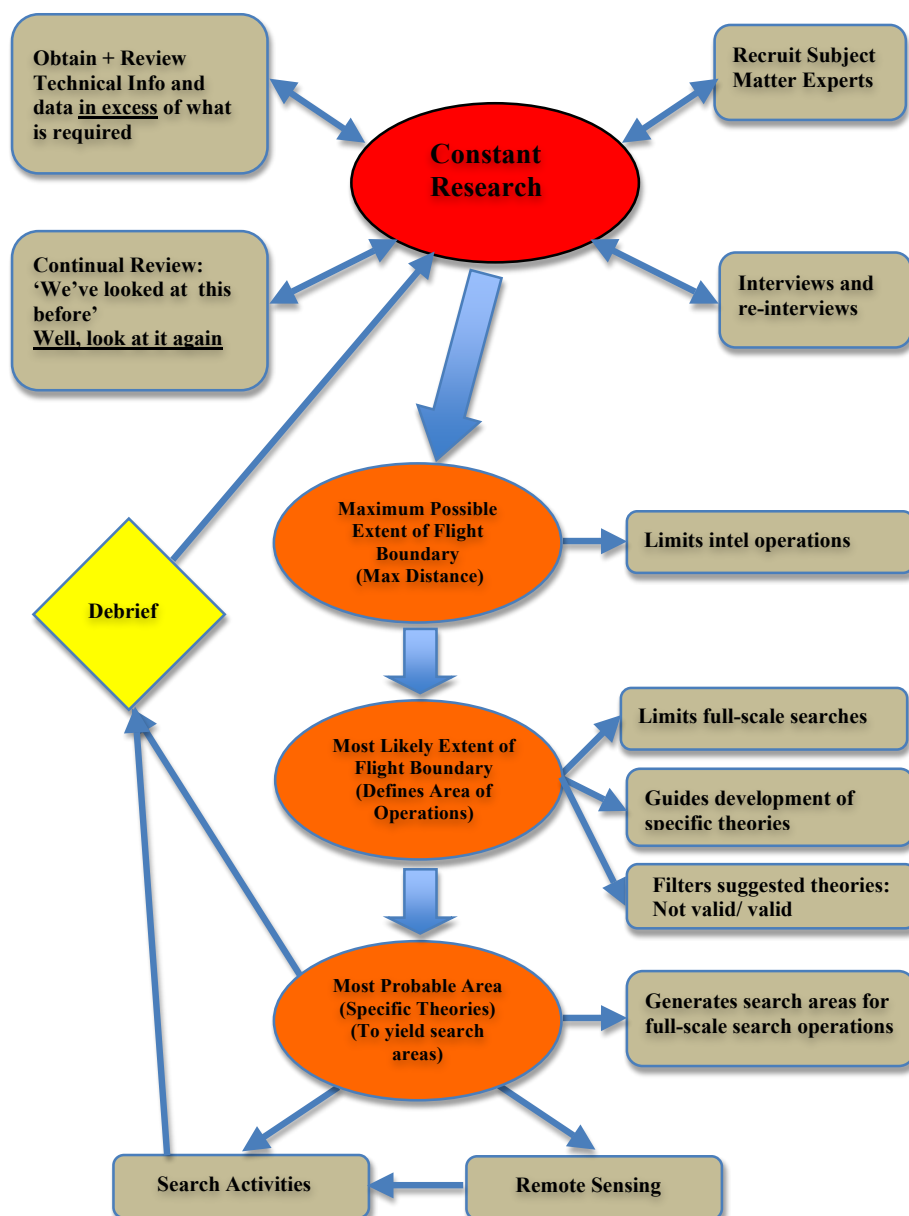 Obtain + Review
Technical Info and
data in excess of what
is required
Recruit Subject
Matter Experts
Constant
Research
Continual Review:
‘We’ve looked at this
before’
Well, look at it again
Interviews and
re-interviews
Maximum Possible
Extent of Flight
Boundary
(Max Distance)
Limits intel operations
Debrief
Most Likely Extent of
Flight Boundary
(Defines Area of
Operations)
Limits full-scale searches
Guides development of
specific theories
Filters suggested theories:
Not valid/ valid
Most Probable Area
(Specific Theories)
(To yield search
areas)
Generates search areas for
full-scale search operations
Search Activities
Remote Sensing